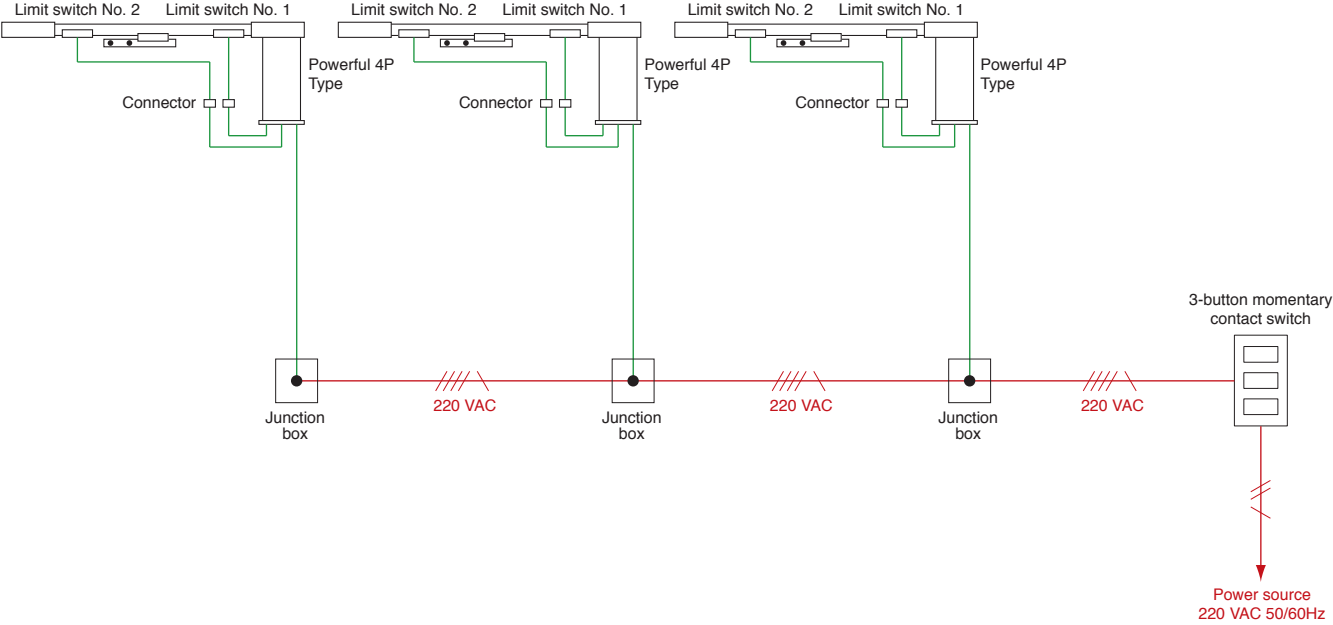 Limit switch No. 2
Limit switch No. 1
Limit switch No. 2
Limit switch No. 1
Limit switch No. 2
Limit switch No. 1
Powerful 4P
Type
Powerful 4P
Type
Powerful 4P
Type
Connector
Connector
Connector
3-button momentary
contact switch
220 VAC
220 VAC
220 VAC
Junction
box
Junction
box
Junction
box
Power source
220 VAC 50/60Hz